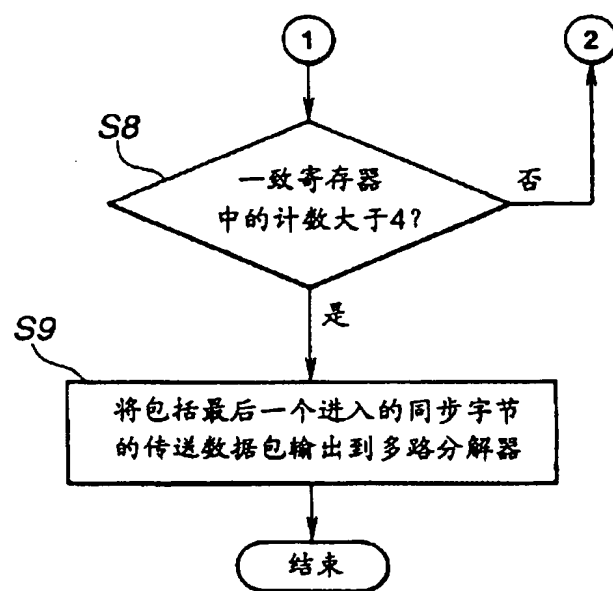 1
2
S8
一致寄存器
中的计数大于4?
否
是
S9
将包括最后一个进入的同步字节
的传送数据包输出到多路分解器
结束